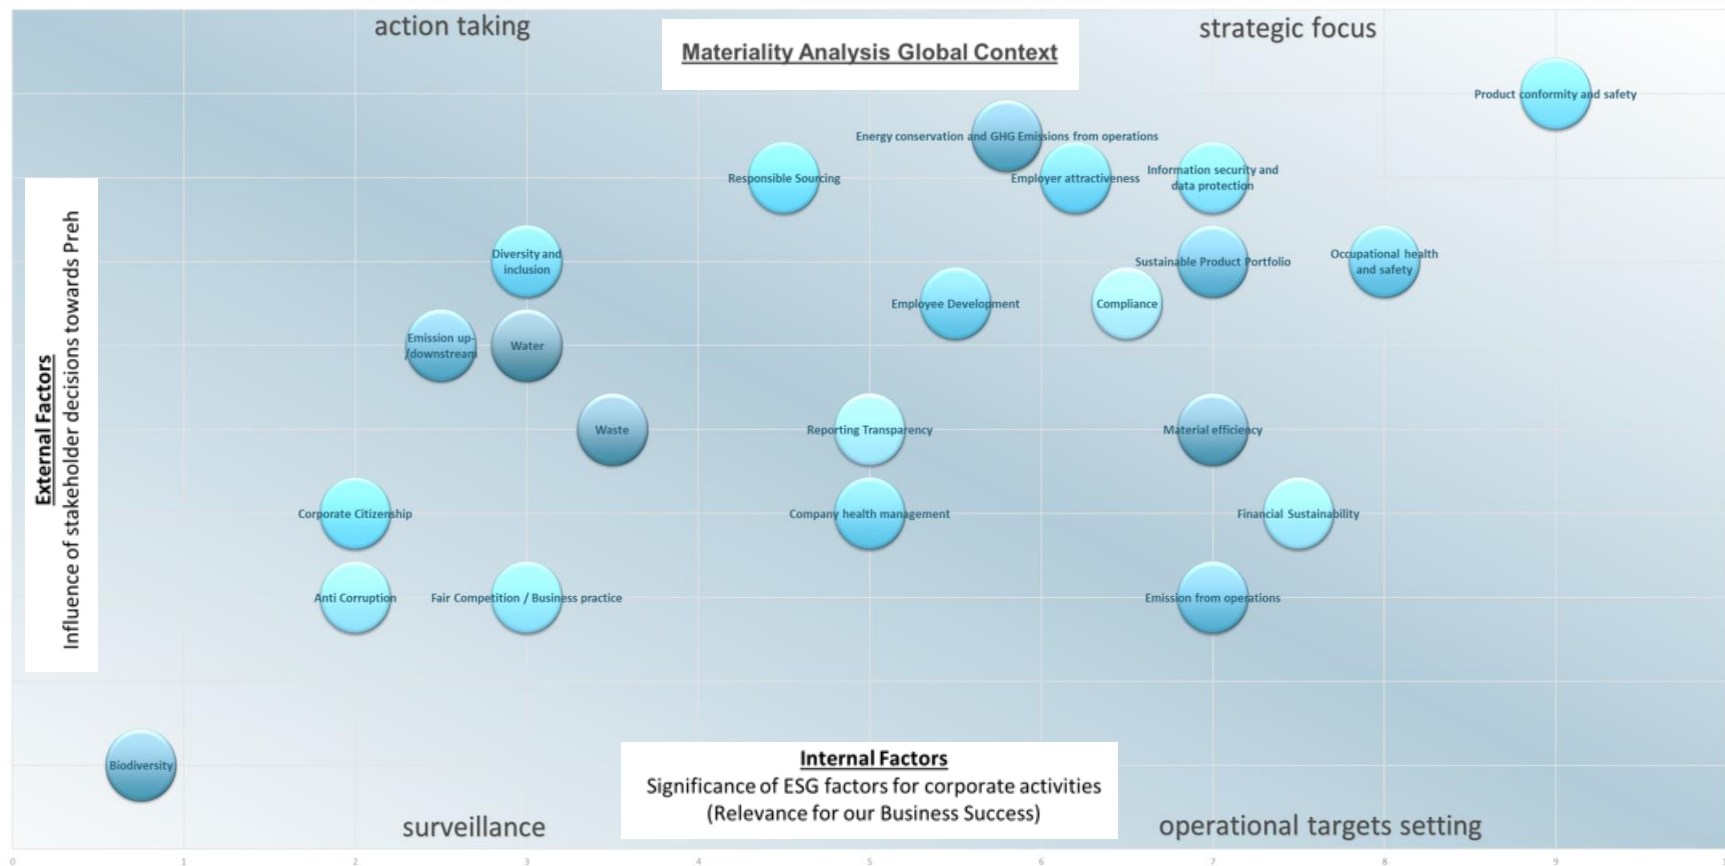 action taking
strategic focus
Materiality Analysis Global Context
Product conformity and safety
Energy conservation and GHG Emissions from operations
Responsible Sourcing
Employer attractiveness
Information security and
data protection
Diversity and
inclusion
Sustainable Product Portfolio
Occupational health
and safety
Employee Development
Compliance
Emission up-
/downstream
Water
Waste
Reporting Transparency
Material efficiency
External Factors
Influence of stakeholder decisions towards Preh
Corporate Citizenship
Company health management
Financial Sustainability
Anti Corruption
Fair Competition / Business practice
Emission from operations
Biodiversity
Internal Factors
Significance of ESG factors for corporate activities
(Relevance for our Business Success)
surveillance
operational targets setting
0 1 2 3 4 5 6 7 8 9